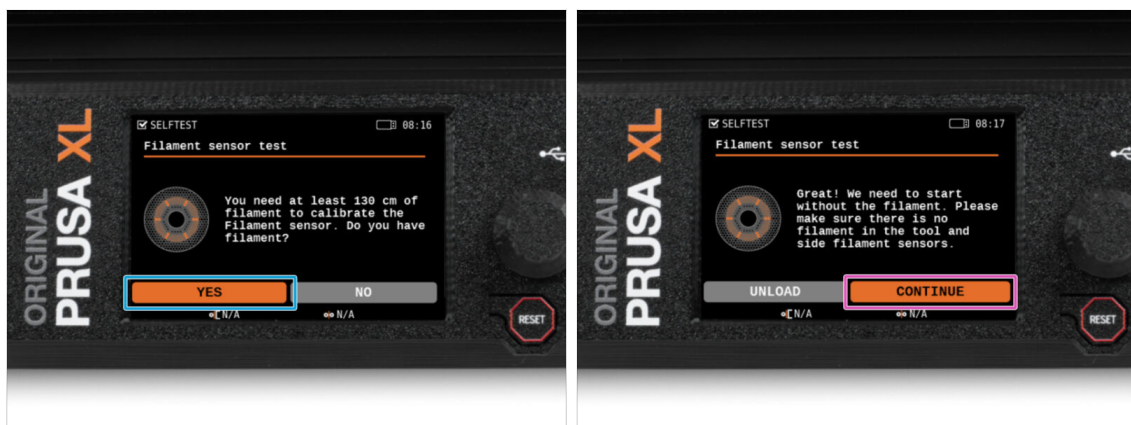 ORIGINAL
PRUSA XL
SELFTEST
08:16
Filament sensor test
You need at least 130 cm of
filament to calibrate the
Filament sensor. Do you have
filament?
YES
NO
N/A
N/A
RESET
ORIGINAL
PRUSA XL
SELFTEST
08:17
Filament sensor test
Great! We need to start
without the filament. Please
make sure there is no
filament in the tool and
side filament sensors.
UNLOAD
CONTINUE
N/A
N/A
RESET